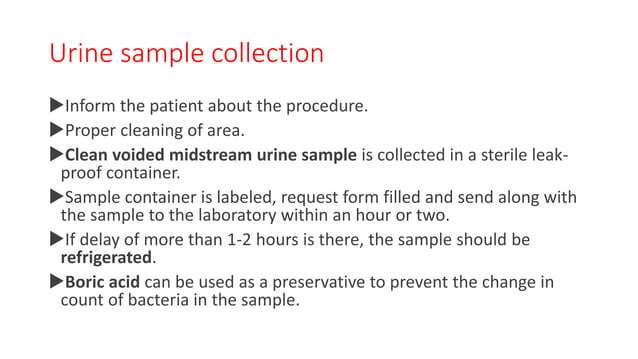 Urine sample collection
▶Inform the patient about the procedure.
▶Proper cleaning of area.
▶Clean voided midstream urine sample is collected in a sterile leak-
proof container.
▶Sample container is labeled, request form filled and send along with
the sample to the laboratory within an hour or two.
▶If delay of more than 1-2 hours is there, the sample should be
refrigerated.
▶Boric acid can be used as a preservative to prevent the change in
count of bacteria in the sample.